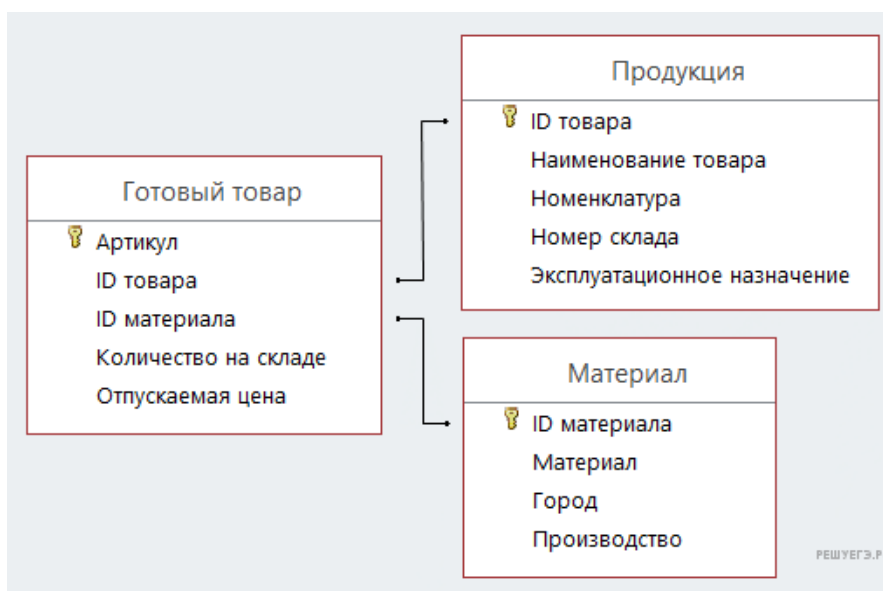 Готовый товар
Артикул
ID товара
ID материала
Количество на складе
Отпускаемая цена
Продукция
ID товара
Наименование товара
Номенклатура
Номер склада
Эксплуатационное назначение
Материал
ID материала
Материал
Город
Производство
РЕШУЕГЭ.Р